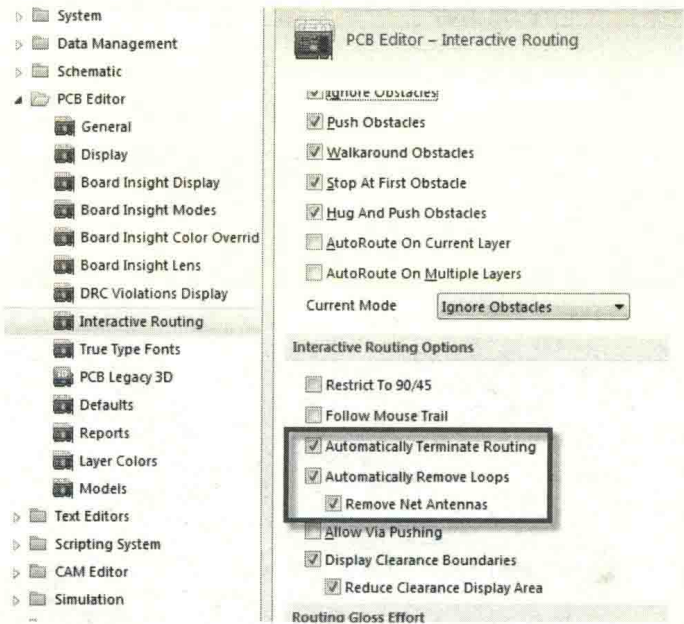 System
Data Management
Schematic
PCB Editor
General
Display
Board Insight Display
Board Insight Modes
Board Insight Color Overrid
Board Insight Lens
DRC Violations Display
Interactive Routing
True Type Fonts
PCB Legacy 3D
Defaults
Reports
Layer Colors
Models
Text Editors
Scripting System
CAM Editor
Simulation
PCB Editor – Interactive Routing
Ignore Obstacles
Push Obstacles
Walkaround Obstacles
Stop At First Obstacle
Hug And Push Obstacles
AutoRoute On Current Layer
AutoRoute On Multiple Layers
Current Mode Ignore Obstacles
Interactive Routing Options
Restrict To 90/45
Follow Mouse Trail
Automatically Terminate Routing
Automatically Remove Loops
Remove Net Antennas
Allow Via Pushing
Display Clearance Boundaries
Reduce Clearance Display Area
Routing Gloss Effort